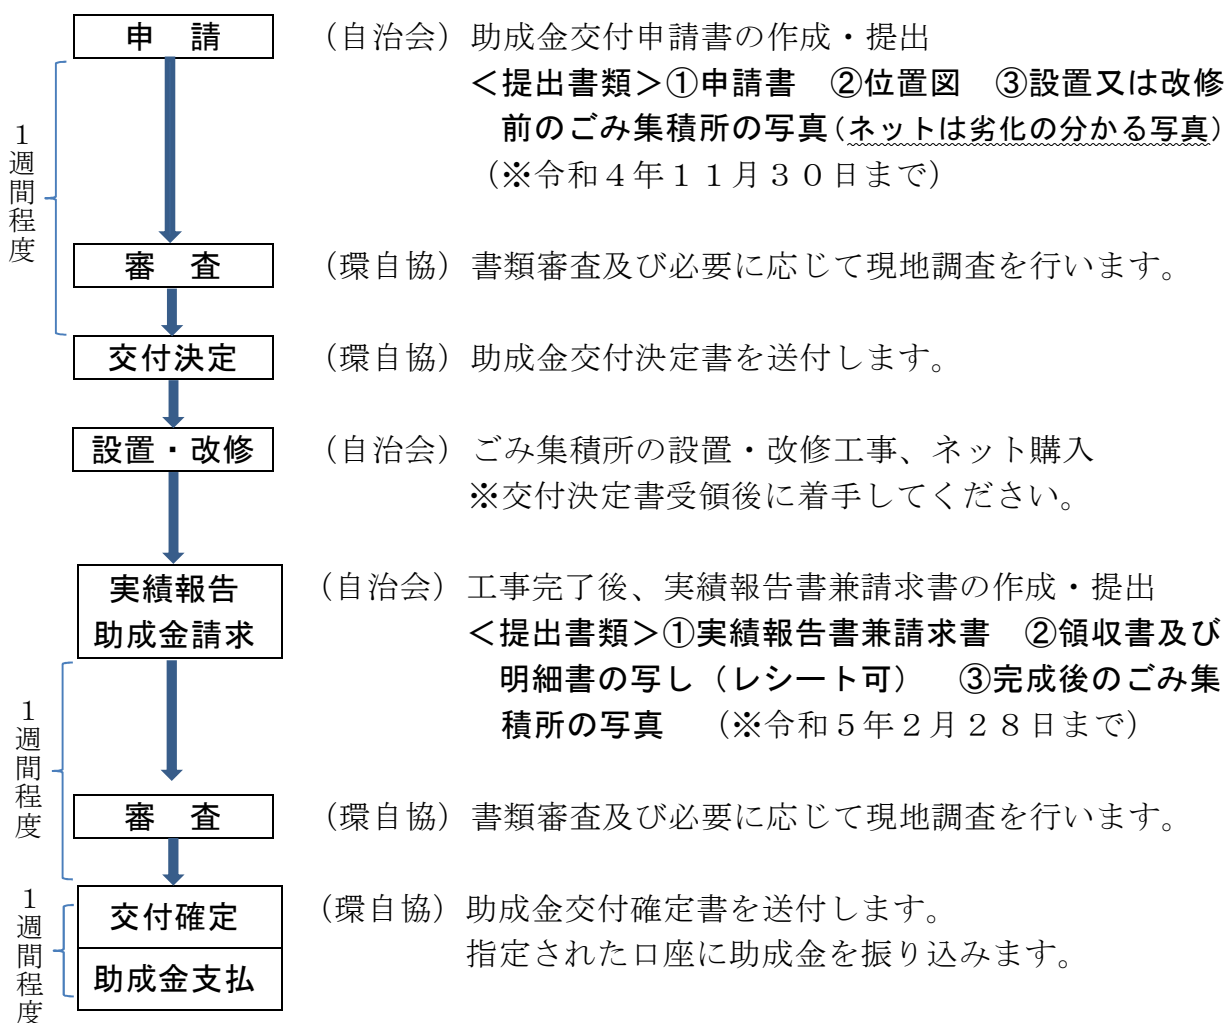 申　請
（自治会）助成金交付申請書の作成・提出
＜提出書類＞①申請書　②位置図　③設置又は改修
前のごみ集積所の写真（ネットは劣化の分かる写真）
（※令和４年１１月３０日まで）
１週間程度
審　査
（環自協）書類審査及び必要に応じて現地調査を行います。
交付決定
（環自協）助成金交付決定書を送付します。
設置・改修
（自治会）ごみ集積所の設置・改修工事、ネット購入
※交付決定書受領後に着手してください。
実績報告
助成金請求
（自治会）工事完了後、実績報告書兼請求書の作成・提出
＜提出書類＞①実績報告書兼請求書　②領収書及び
明細書の写し（レシート可）　③完成後のごみ集
積所の写真　（※令和５年２月２８日まで）
１週間程度
審　査
（環自協）書類審査及び必要に応じて現地調査を行います。
１週間程度
交付確定
（環自協）助成金交付確定書を送付します。
指定された口座に助成金を振り込みます。
助成金支払